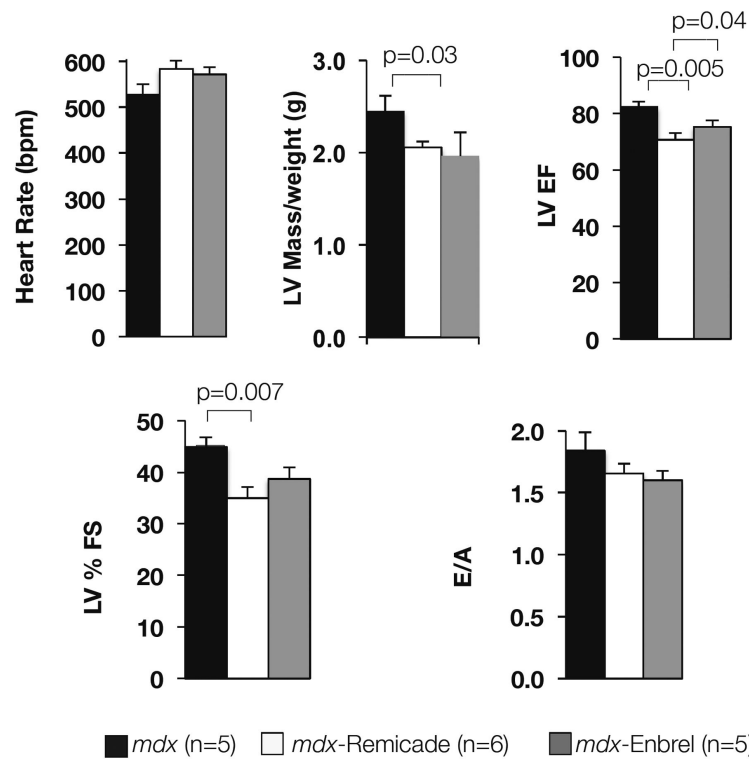 p=0.04
p=0.03
p=0.005
Heart Rate (bpm)
600
500
400
300
200
100
0
LV Mass/weight (g)
3.0
2.0
1.0
0.0
LV EF
100
80
60
40
20
0
p=0.007
LV % FS
50
40
30
20
10
0
E/A
2.0
1.5
1.0
0.5
0.0
mdx (n=5) mdx-Remicade (n=6) mdx-Enbrel (n=5)